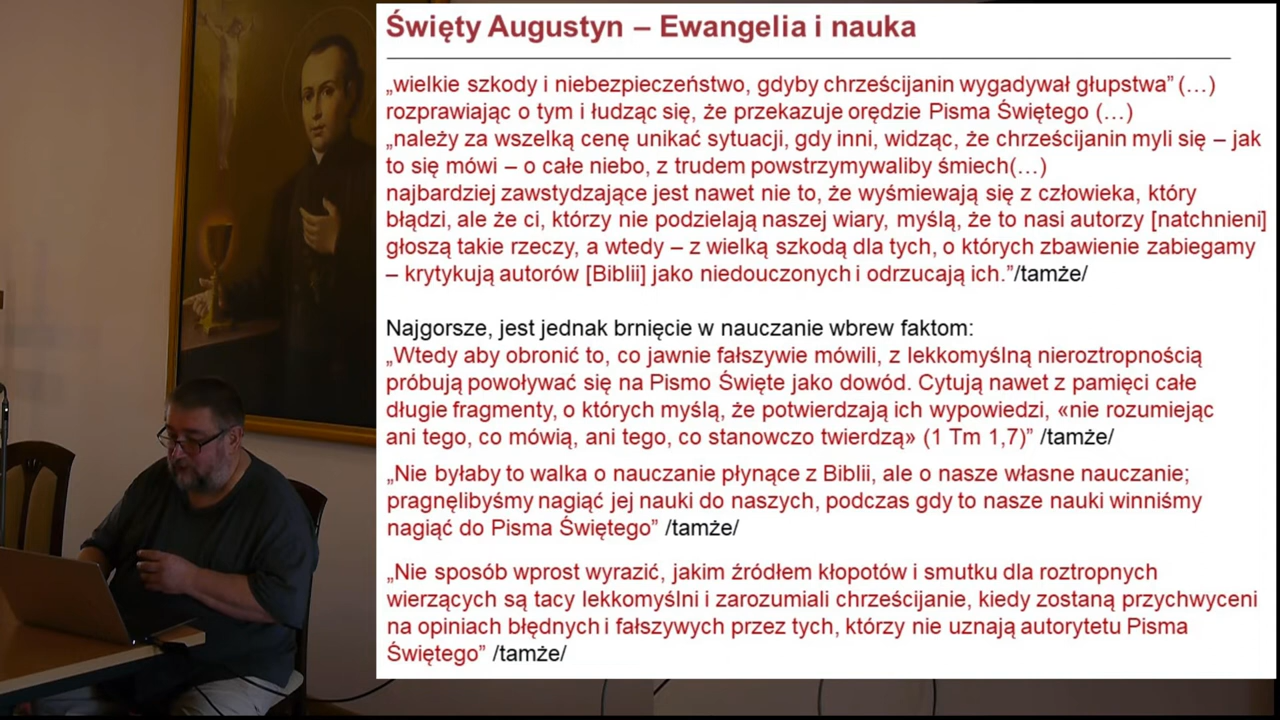 Święty Augustyn – Ewangelia i nauka
„wielkie szkody i niebezpieczeństwo, gdyby chrześcijanin wygadywał głupstwa” (…)
rozprawiając o tym i łudząc się, że przekazuje orędzie Pisma Świętego (…)
„należy za wszelką cenę unikać sytuacji, gdy inni, widząc, że chrześcijanin myli się – jak
to się mówi – o całe niebo, z trudem powstrzymywaliby śmiech(…)
najbardziej zawstydzające jest nawet nie to, że wyśmiewają się z człowieka, który
błądzi, ale że ci, którzy nie podzielają naszej wiary, myślą, że to nasi autorzy [natchnieni]
głoszą takie rzeczy, a wtedy – z wielką szkodą dla tych, o których zbawienie zabiegamy
– krytykują autorów [Biblii] jako niedouczonych i odrzucają ich.”/tamże/
Najgorsze, jest jednak brnięcie w nauczanie wbrew faktom:
„Wtedy aby obronić to, co jawnie fałszywie mówili, z lekkomyślną nieroztropnością
próbują powoływać się na Pismo Święte jako dowód. Cytują nawet z pamięci całe
długie fragmenty, o których myślą, że potwierdzają ich wypowiedzi, «nie rozumiejąc
ani tego, co mówią, ani tego, co stanowczo twierdzą» (1 Tm 1,7)” /tamże/
„Nie byłaby to walka o nauczanie płynące z Biblii, ale o nasze własne nauczanie;
pragnęlibyśmy nagiąć jej nauki do naszych, podczas gdy to nasze nauki winniśmy
nagiąć do Pisma Świętego” /tamże/
„Nie sposób wprost wyrazić, jakim źródłem kłopotów i smutku dla roztropnych
wierzących są tacy lekkomyślni i zarozumiali chrześcijanie, kiedy zostaną przychwyceni
na opiniach błędnych i fałszywych przez tych, którzy nie uznają autorytetu Pisma
Świętego” /tamże/